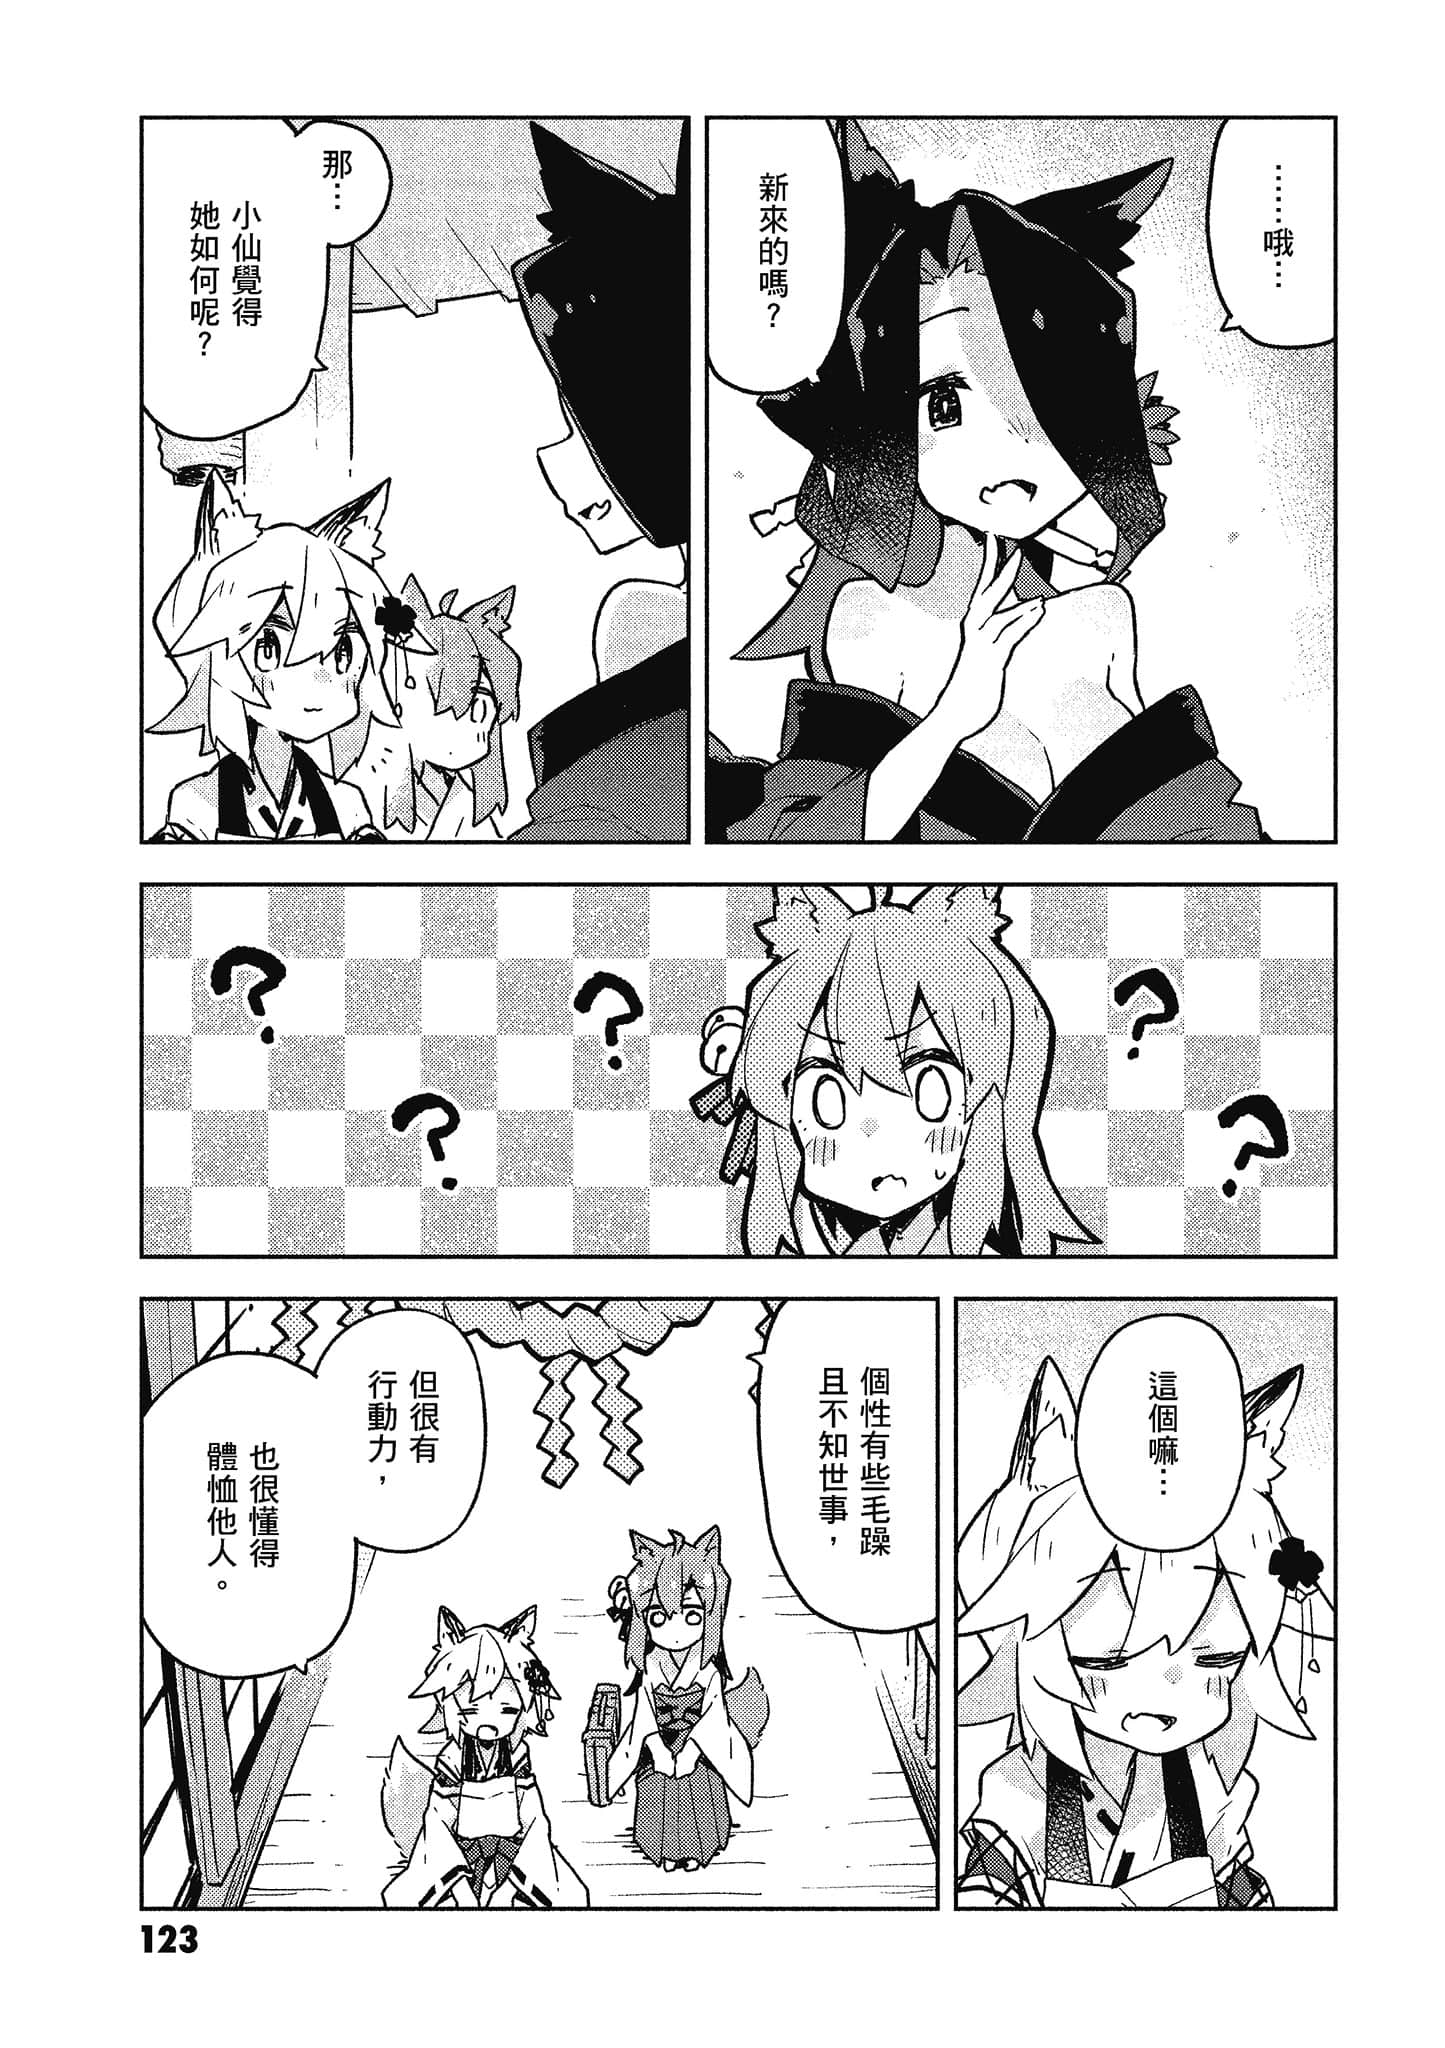 ……哦…
新來的嗎？
那…
小仙覺得
她如何呢？
？
？
？
？
？
這個嘛…
個性有些毛躁
且不知世事，
但很有
行動力，
也很懂得
體恤他人。
123